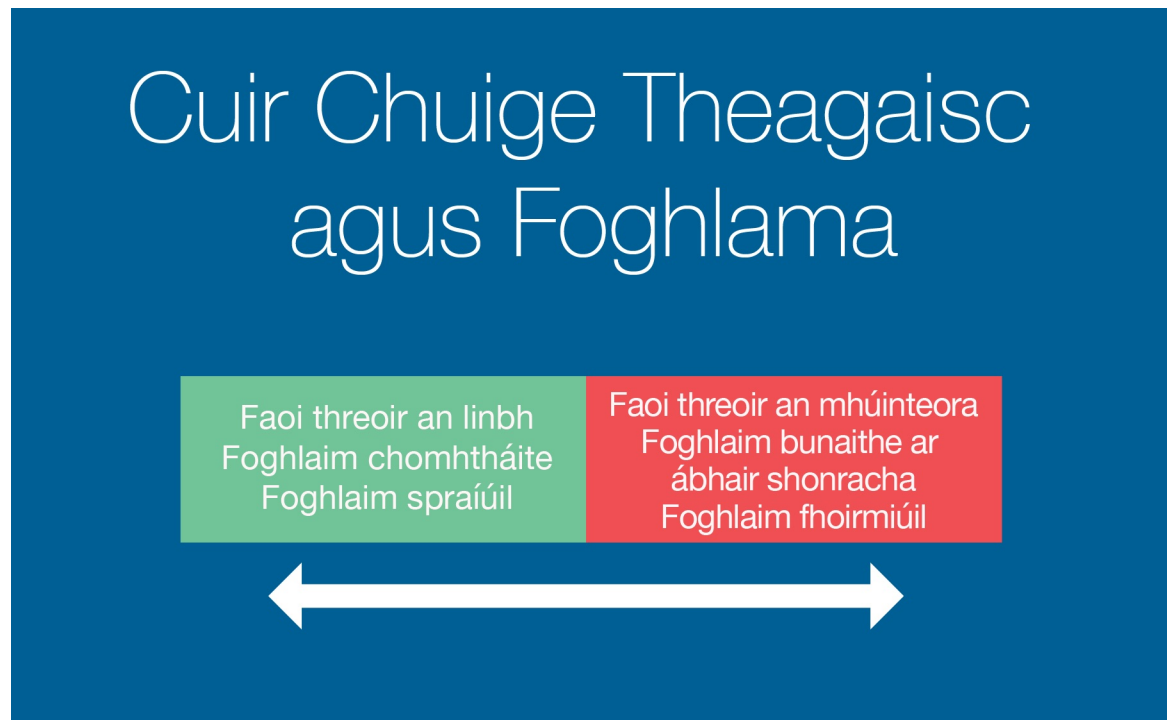 Cuir Chuige Theagaisc
agus Foghlama
Faoi threoir an linbh
Foghlaim chomhtháite
Foghlaim spraíúil
Faoi threoir an mhúinteora
Foghlaim bunaithe ar
ábhair shonracha
Foghlaim fhoirmiúil